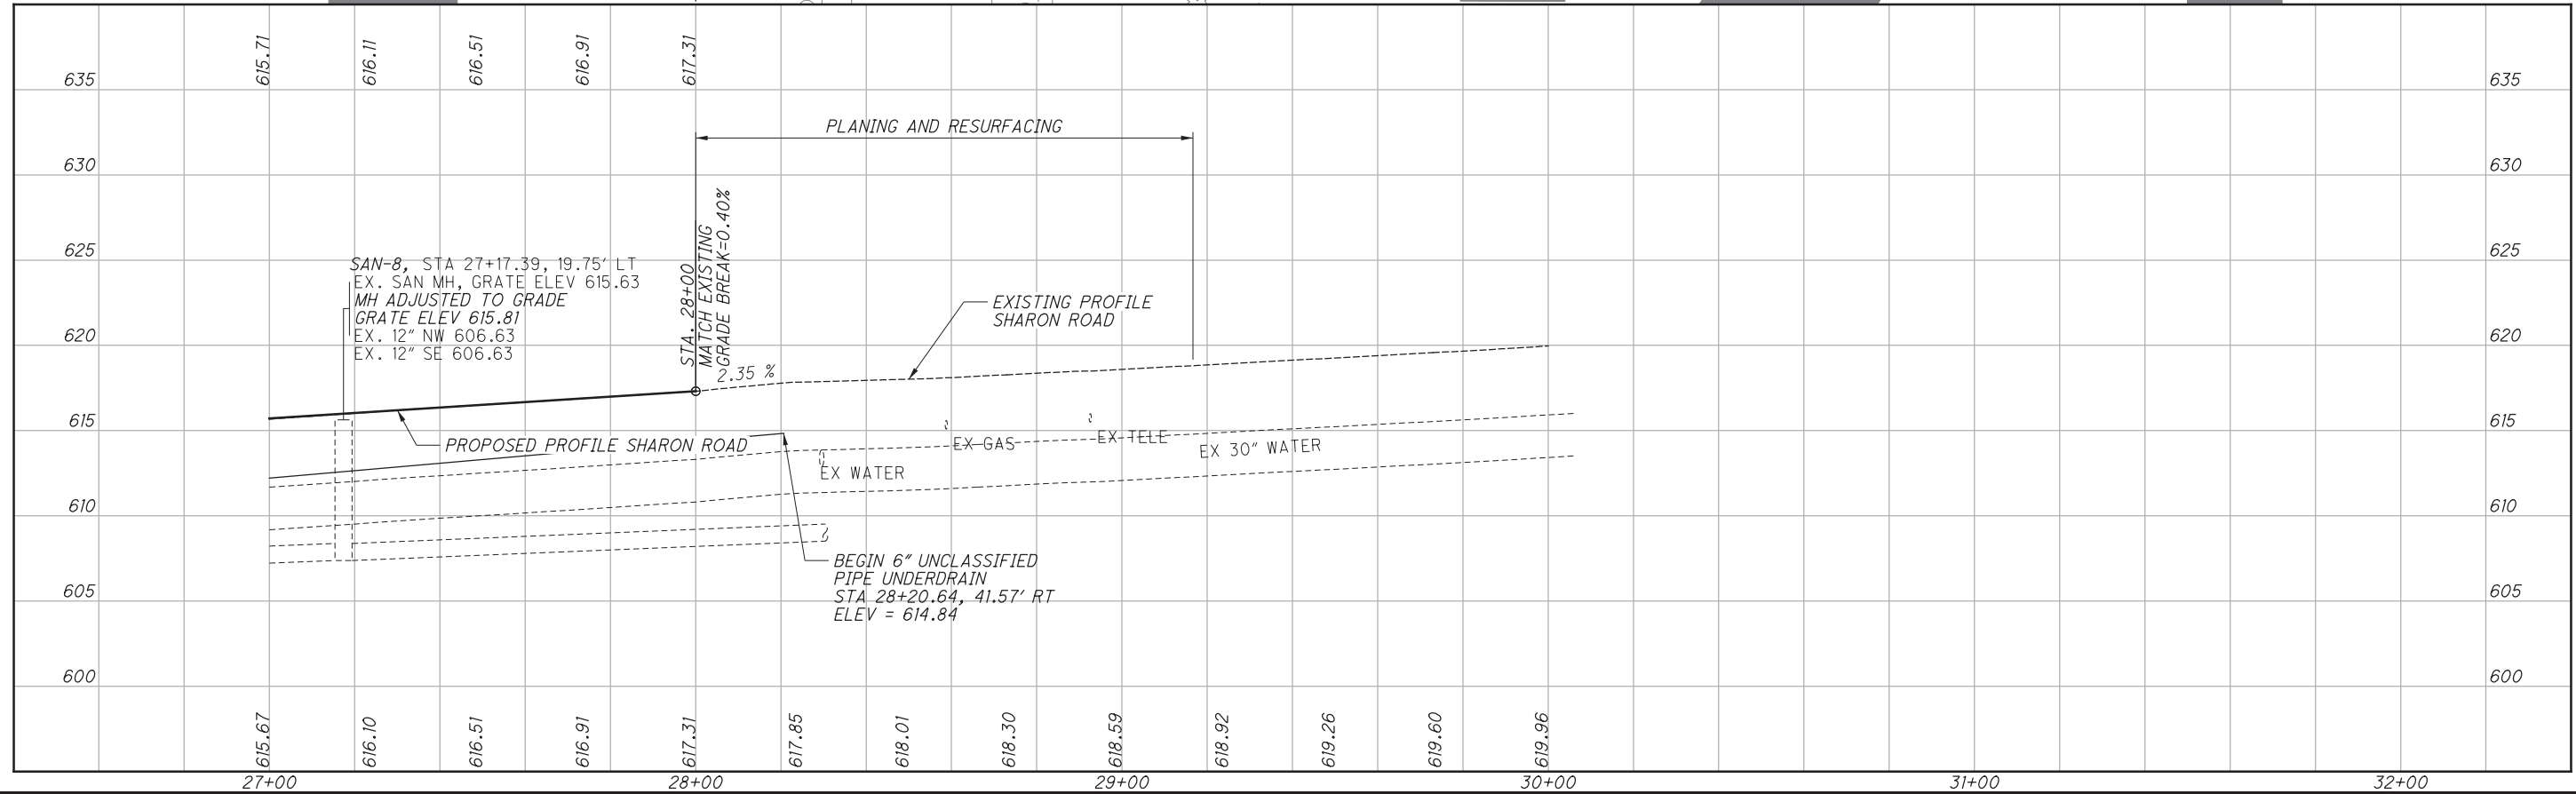 615.71
616.11
616.51
616.91
617.31
635
635
PLANING AND RESURFACING
630
630
STA. 28+00
MATCH EXISTING
GRADE BREAK=0.40%
625
625
SAN-8, STA 27+17.39, 19.75' LT
EX. SAN MH, GRATE ELEV 615.63
MH ADJUSTED TO GRADE
GRATE ELEV 615.81
EX. 12" NW 606.63
EX. 12" SE 606.63
EXISTING PROFILE
SHARON ROAD
620
620
2.35 %
615
615
PROPOSED PROFILE SHARON ROAD
EX GAS
EX TELE
EX 30" WATER
EX WATER
610
610
BEGIN 6" UNCLASSIFIED
PIPE UNDERDRAIN
STA 28+20.64, 41.57' RT
ELEV = 614.84
605
605
600
600
615.67
616.10
616.51
616.91
617.31
617.85
618.01
618.30
618.59
618.92
619.26
619.60
619.96
27+00
28+00
29+00
30+00
31+00
32+00